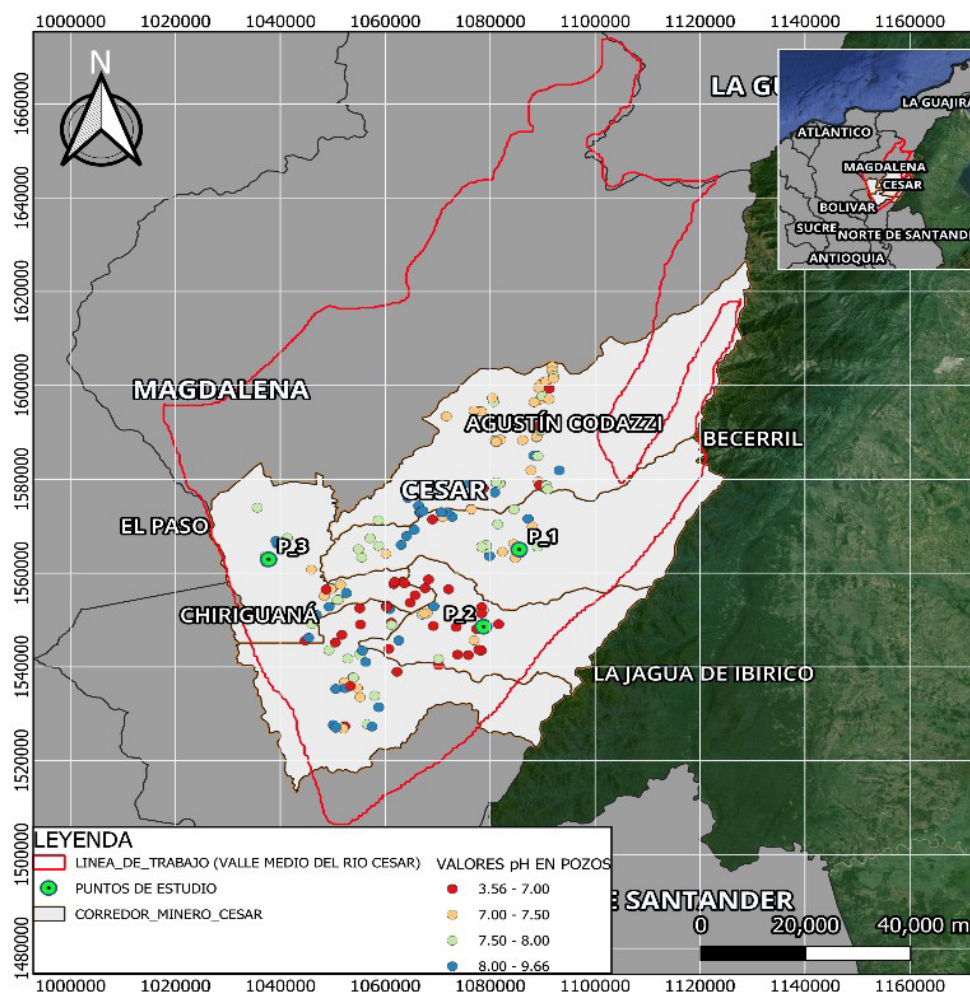 1000000 1020000 1040000 1060000 1080000 1100000 1120000 1140000 1160000
N
LA GU
LA GUAJIRA
ATLANTICO
MAGDALENA
CESAR
BOLIVAR
SUCRE
NORTE DE SANTANDE
ANTIOQUIA
1660000
1640000
1620000
1600000
1580000
1560000
1540000
1520000
1500000
1480000
MAGDALENA
AGUSTÍN CODAZZI
BECERRIL
CESAR
EL PASO
P_3
P_1
CHIRIGUANÁ
P_2
LA JAGUA DE IBIRICO
LEYENDA
LINEA_DE_TRABAJO (VALLE MEDIO DEL RIO CESAR)
PUNTOS DE ESTUDIO
CORREDOR_MINERO_CESAR
VALORES pH EN POZOS
3.56 - 7.00
7.00 - 7.50
7.50 - 8.00
8.00 - 9.66
E SANTANDER
0 20,000 40,000 m
1000000 1020000 1040000 1060000 1080000 1100000 1120000 1140000 1160000